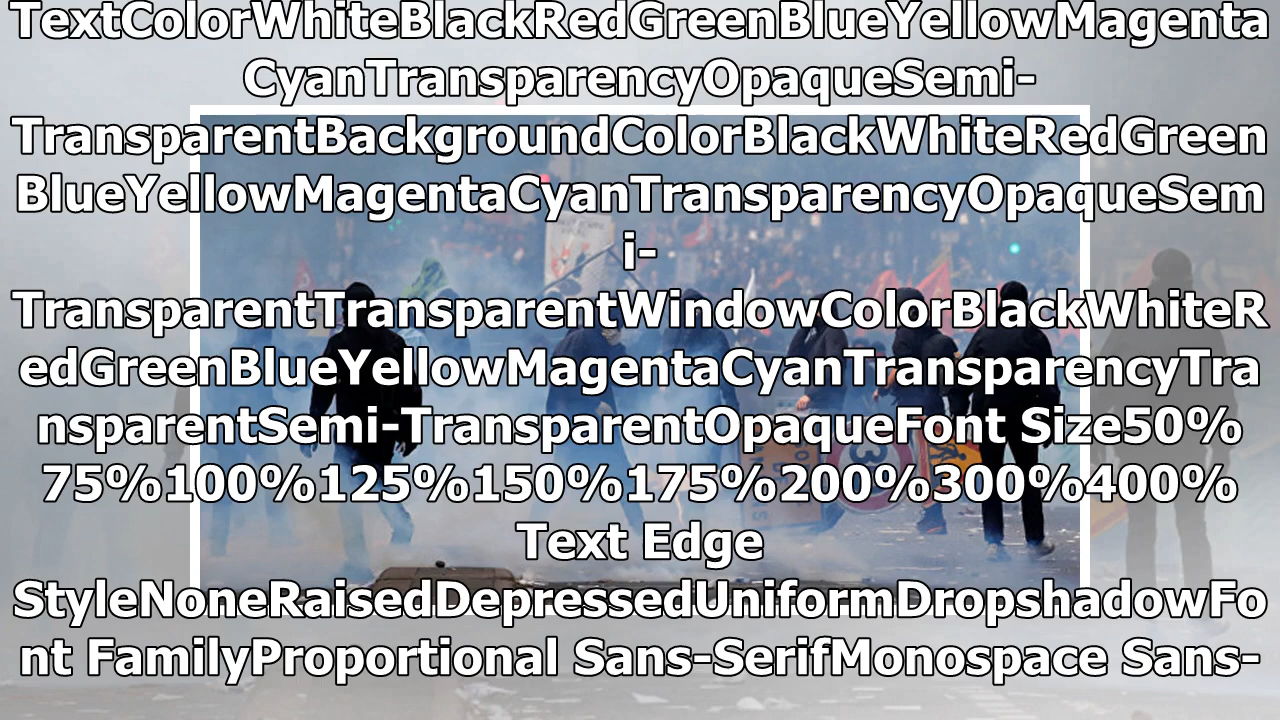 TextColorWhiteBlackRedGreenBlueYellowMagenta
CyanTransparencyOpaqueSemi-
TransparentBackgroundColorBlackWhiteRedGreen
BlueYellowMagentaCyanTransparencyOpaqueSem
i-
TransparentTransparentWindowColorBlackWhiteR
edGreenBlueYellowMagentaCyanTransparencyTra
nsparentSemi-TransparentOpaqueFont Size50%
75%100%125%150%175%200%300%400%
Text Edge
StyleNoneRaisedDepressedUniformDropshadowFo
nt FamilyProportional Sans-SerifMonospace Sans-